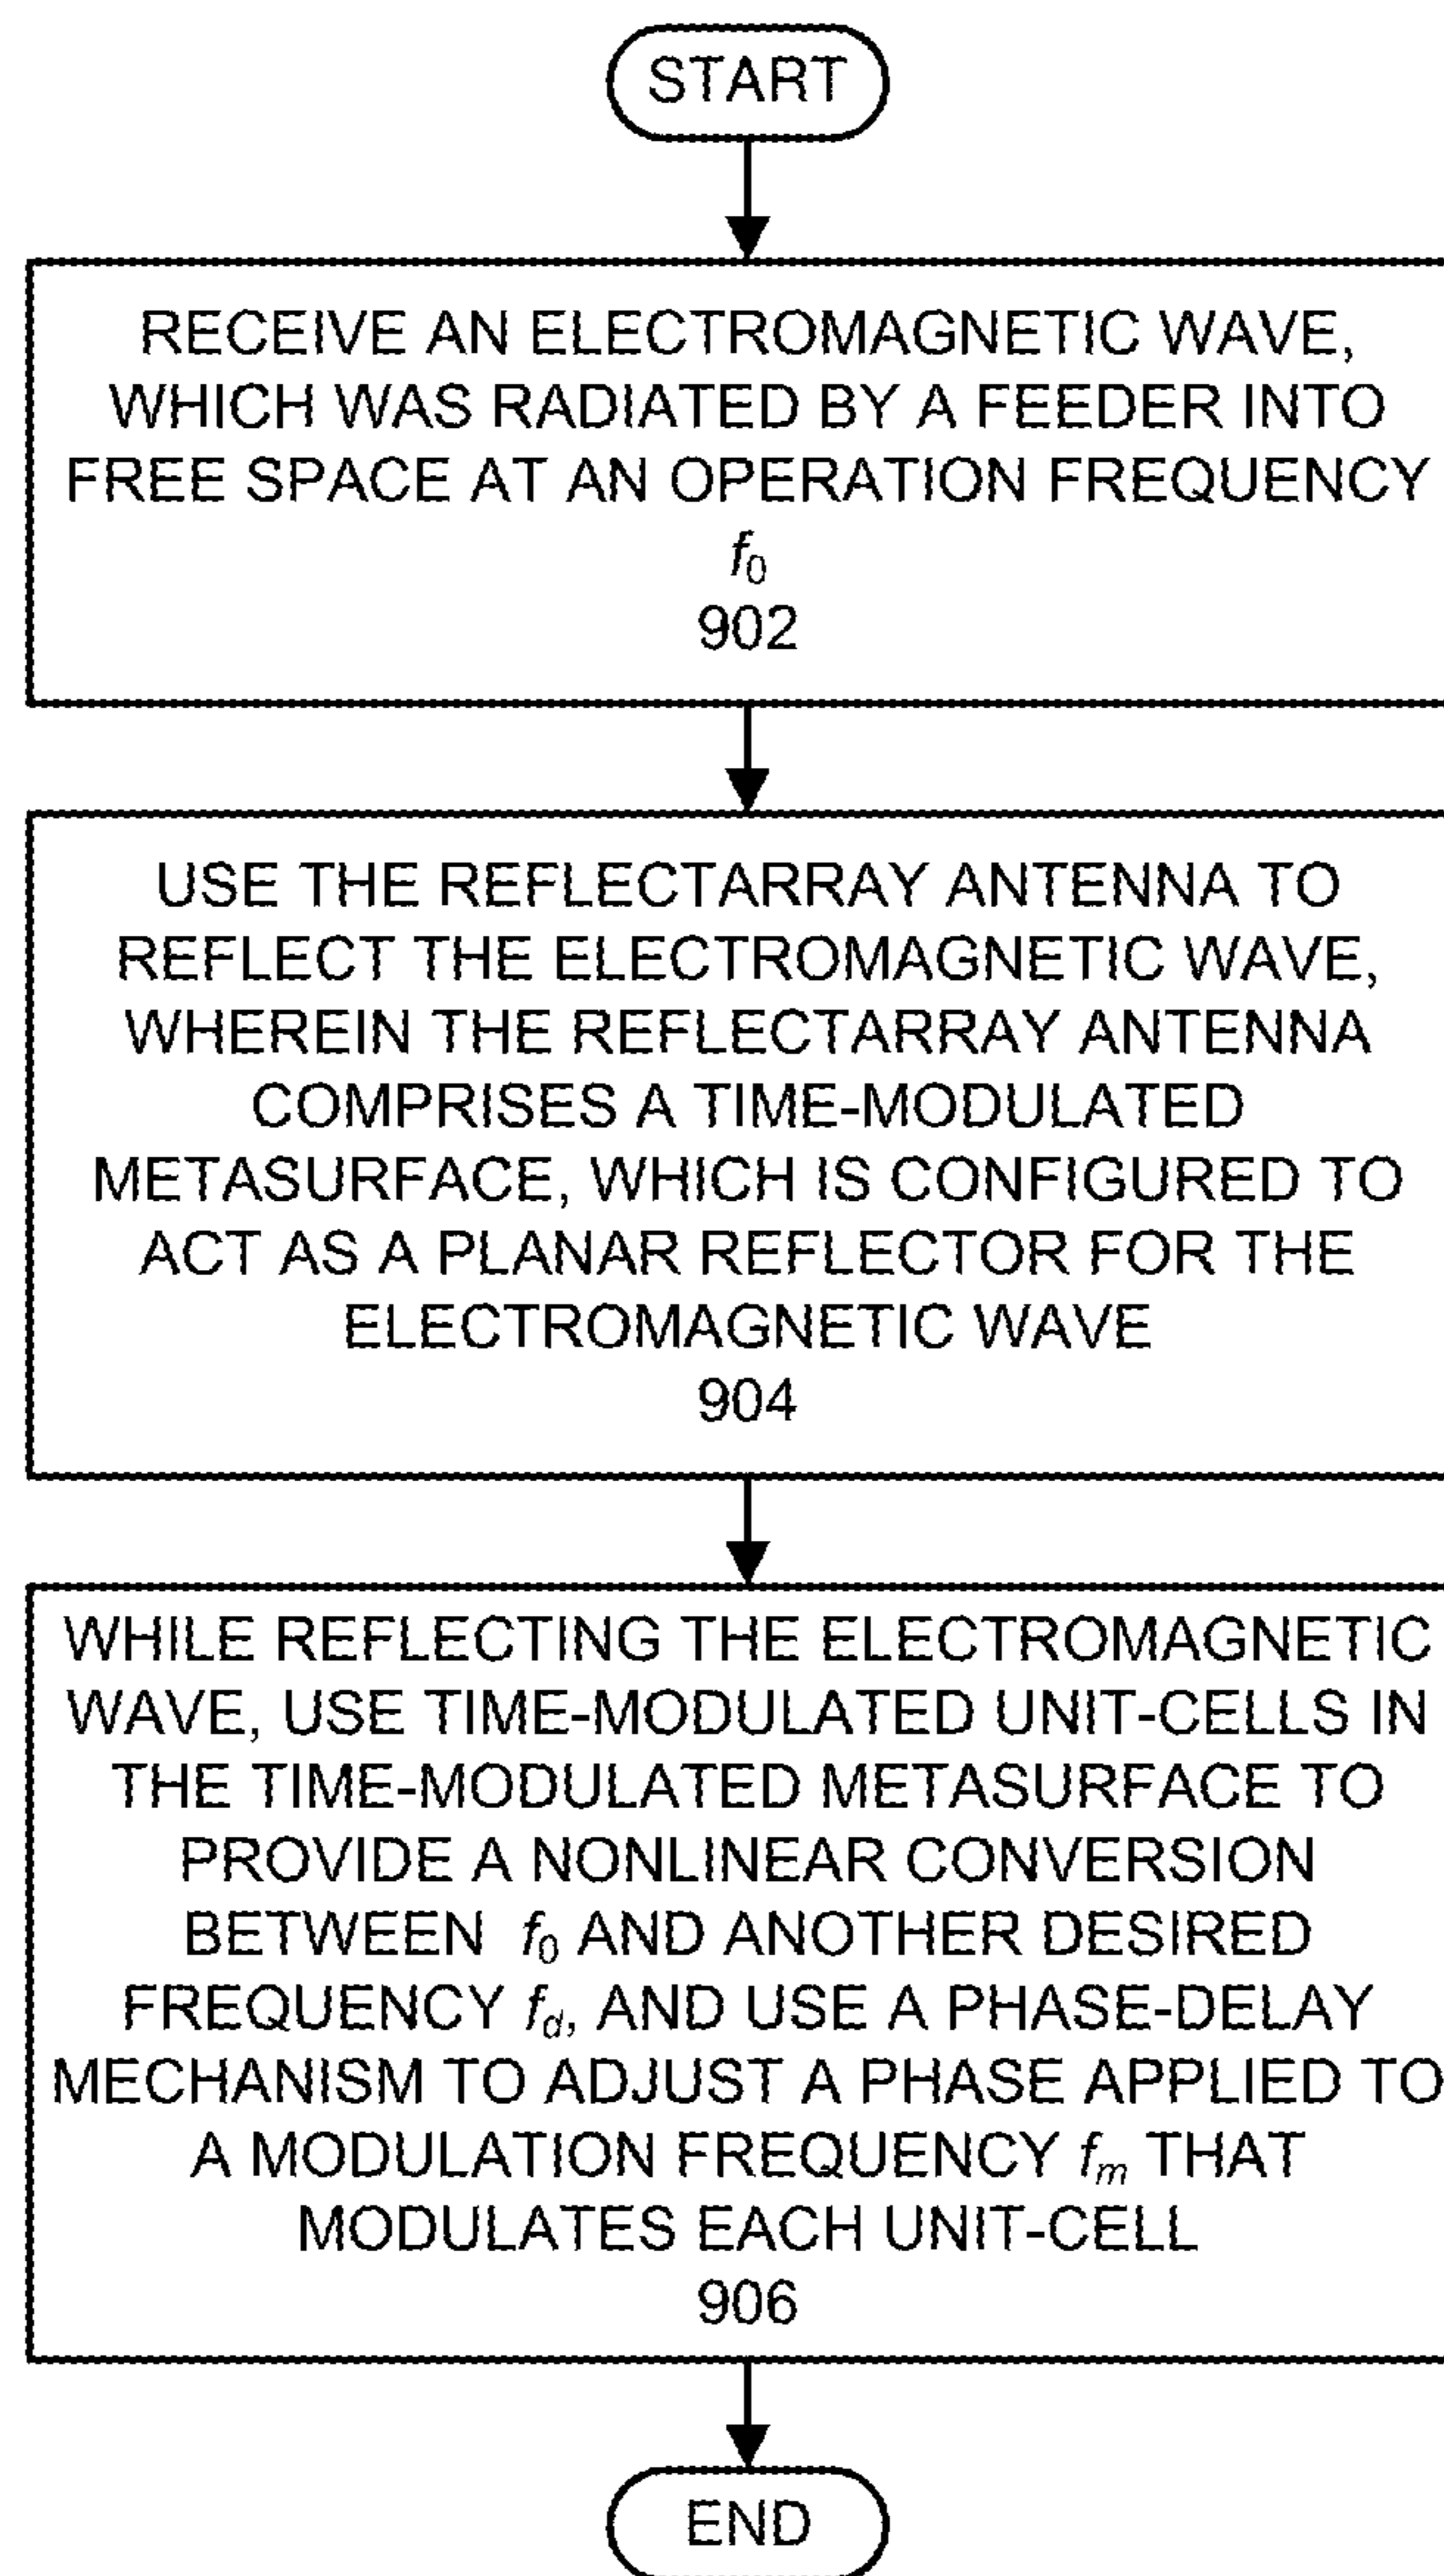 START
RECEIVE AN ELECTROMAGNETIC WAVE,
WHICH WAS RADIATED BY A FEEDER INTO
FREE SPACE AT AN OPERATION FREQUENCY
f₀
902
USE THE REFLECTARRAY ANTENNA TO
REFLECT THE ELECTROMAGNETIC WAVE,
WHEREIN THE REFLECTARRAY ANTENNA
COMPRISES A TIME-MODULATED
METASURFACE, WHICH IS CONFIGURED TO
ACT AS A PLANAR REFLECTOR FOR THE
ELECTROMAGNETIC WAVE
904
WHILE REFLECTING THE ELECTROMAGNETIC
WAVE, USE TIME-MODULATED UNIT-CELLS IN
THE TIME-MODULATED METASURFACE TO
PROVIDE A NONLINEAR CONVERSION
BETWEEN f₀ AND ANOTHER DESIRED
FREQUENCY f_d, AND USE A PHASE-DELAY
MECHANISM TO ADJUST A PHASE APPLIED TO
A MODULATION FREQUENCY f_m THAT
MODULATES EACH UNIT-CELL
906
END